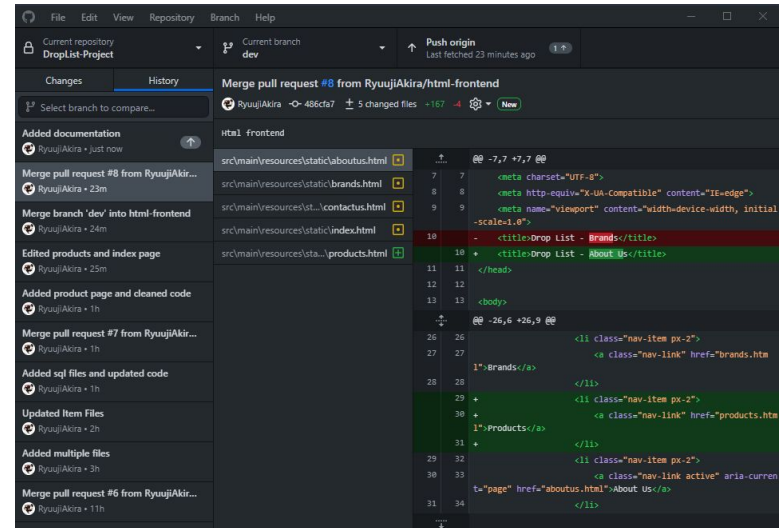 File Edit View Repository Branch Help
Current repository
DropList-Project
Current branch
dev
Push origin
Last fetched 23 minutes ago
1
Changes
History
Select branch to compare...
Added documentation
RyuujiAkira • just now
Merge pull request #8 from RyuujiAkir...
RyuujiAkira • 23m
Merge branch 'dev' into html-frontend
RyuujiAkira • 24m
Edited products and index page
RyuujiAkira • 25m
Added product page and cleaned code
RyuujiAkira • 1h
Merge pull request #7 from RyuujiAkir...
RyuujiAkira • 1h
Added sql files and updated code
RyuujiAkira • 1h
Updated Item Files
RyuujiAkira • 2h
Added multiple files
RyuujiAkira • 3h
Merge pull request #6 from RyuujiAkir...
RyuujiAkira • 11h
Merge pull request #8 from RyuujiAkira/html-frontend
RyuujiAkira 486cfa7 5 changed files +167 -4 New
Html frontend
src\main\resources\static\aboutus.html
src\main\resources\static\brands.html
src\main\resources\st...\contactus.html
src\main\resources\static\index.html
src\main\resources\sta...\products.html
@@ -7,7 +7,7 @@
7 7 <meta charset="UTF-8">
8 8 <meta http-equiv="X-UA-Compatible" content="IE=edge">
9 9 <meta name="viewport" content="width=device-width, initial
-scale=1.0">
10 - <title>Drop List - Brands</title>
10 + <title>Drop List - About Us</title>
11 11 </head>
12 12
13 13 <body>
@@ -26,6 +26,9 @@
26 26 <li class="nav-item px-2">
27 27 <a class="nav-link" href="brands.htm
l">Brands</a>
28 28 </li>
29 + <li class="nav-item px-2">
30 + <a class="nav-link" href="products.htm
l">Products</a>
31 + </li>
29 32 <li class="nav-item px-2">
30 33 <a class="nav-link active" aria-curren
t="page" href="aboutus.html">About Us</a>
31 34 </li>